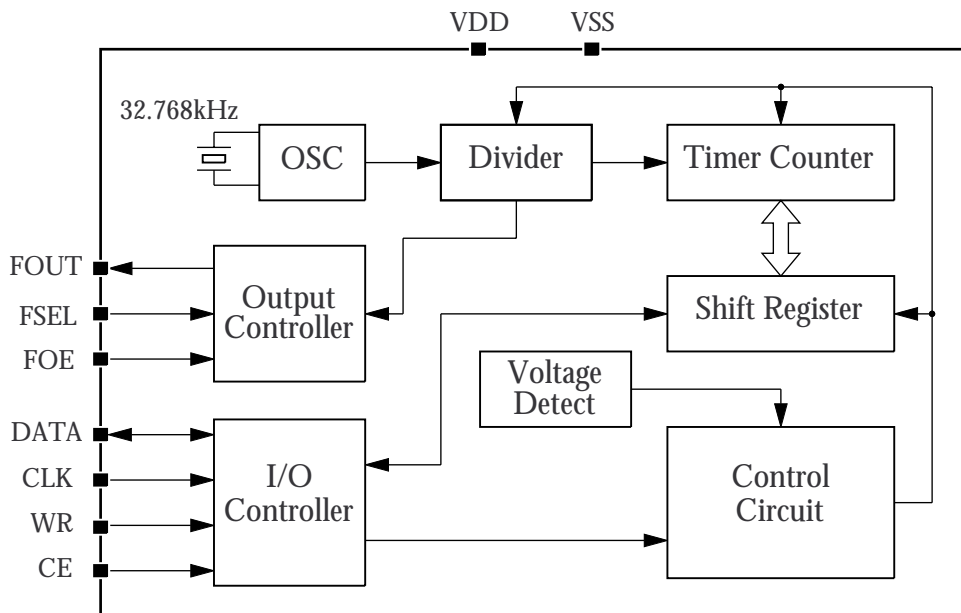 VDD
VSS
32.768kHz
OSC
Divider
Timer Counter
FOUT
FSEL
FOE
Output
Controller
Shift Register
Voltage
Detect
DATA
CLK
WR
CE
I/O
Controller
Control
Circuit